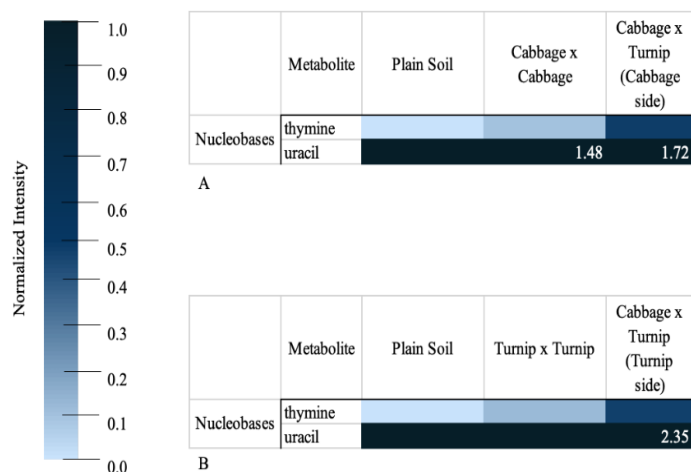 Normalized Intensity
1.0
0.9
0.8
0.7
0.6
0.5
0.4
0.3
0.2
0.1
0.0
Metabolite Plain Soil Cabbage x Cabbage Cabbage x Turnip (Cabbage side)
Nucleobases thymine
uracil 1.48 1.72
A
Metabolite Plain Soil Turnip x Turnip Cabbage x Turnip (Turnip side)
Nucleobases thymine
uracil 2.35
B